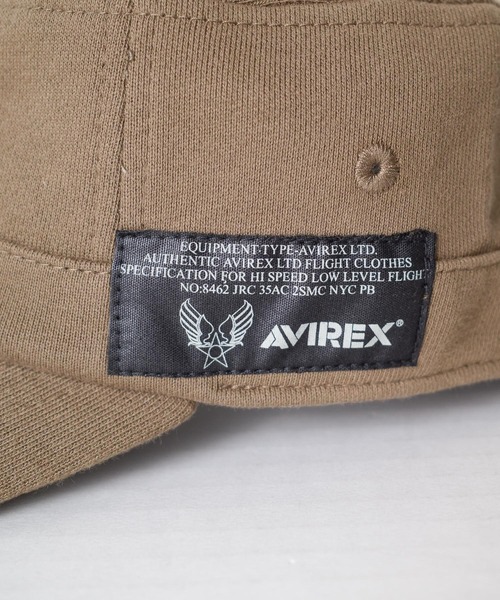 EQUIPMENT-TYPE-AVIREX LTD.
AUTHENTIC AVIREX LTD FLIGHT CLOTHES
SPECIFICATION FOR HI SPEED LOW LEVEL FLIGH
NO:8462 JRC 35AC 2SMC NYC PB
AVIREX®